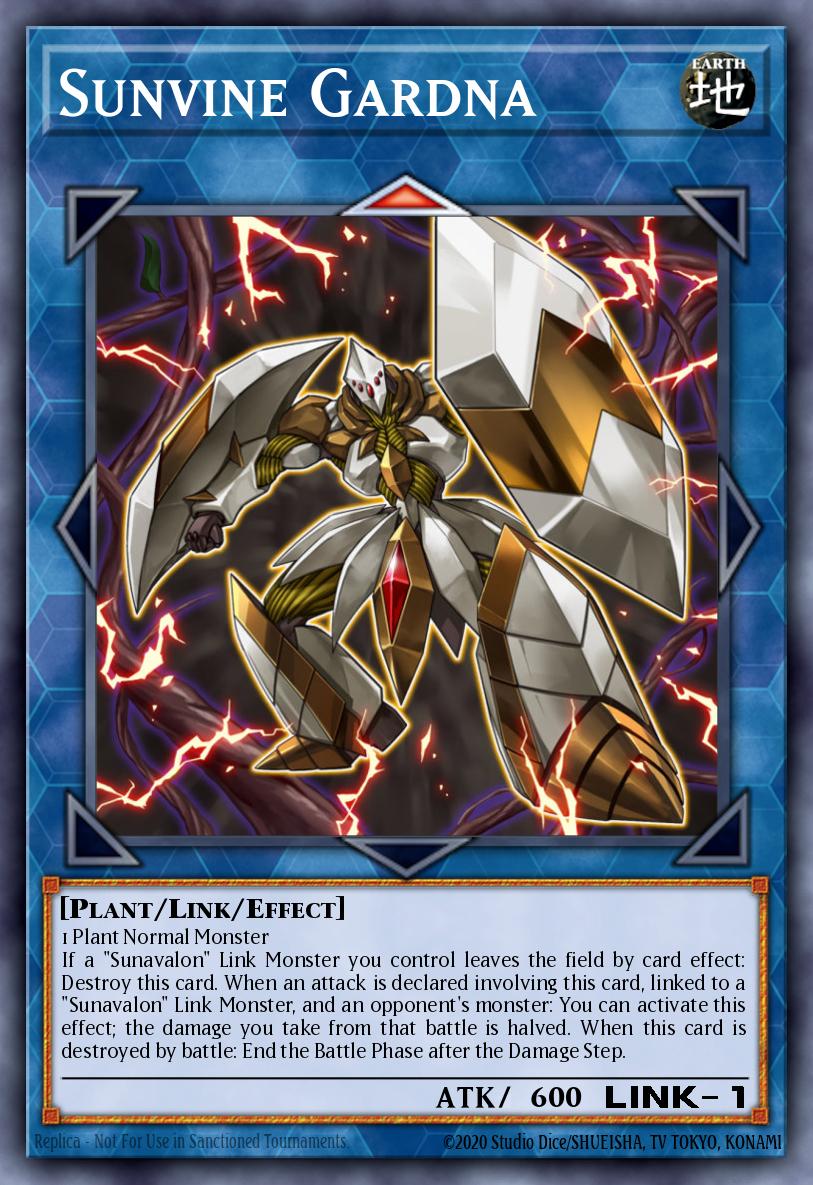 Sunvine Gardna
EARTH
地
[Plant/Link/Effect]
1 Plant Normal Monster
If a "Sunavalon" Link Monster you control leaves the field by card effect:
Destroy this card. When an attack is declared involving this card, linked to a
"Sunavalon" Link Monster, and an opponent's monster: You can activate this
effect; the damage you take from that battle is halved. When this card is
destroyed by battle: End the Battle Phase after the Damage Step.
ATK/ 600 LINK-1
Replica - Not For Use in Sanctioned Tournaments.
©2020 Studio Dice/SHUEISHA, TV TOKYO, KONAMI